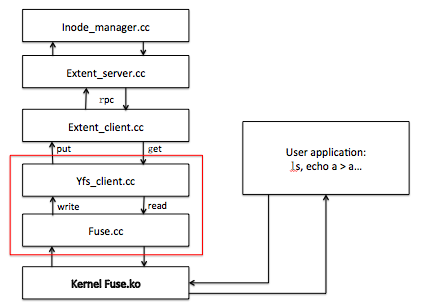 Inode_manager.cc
Extent_server.cc
rpc
Extent_client.cc
put
get
Yfs_client.cc
write
read
Fuse.cc
Kernel Fuse.ko
User application:
ls, echo a > a...